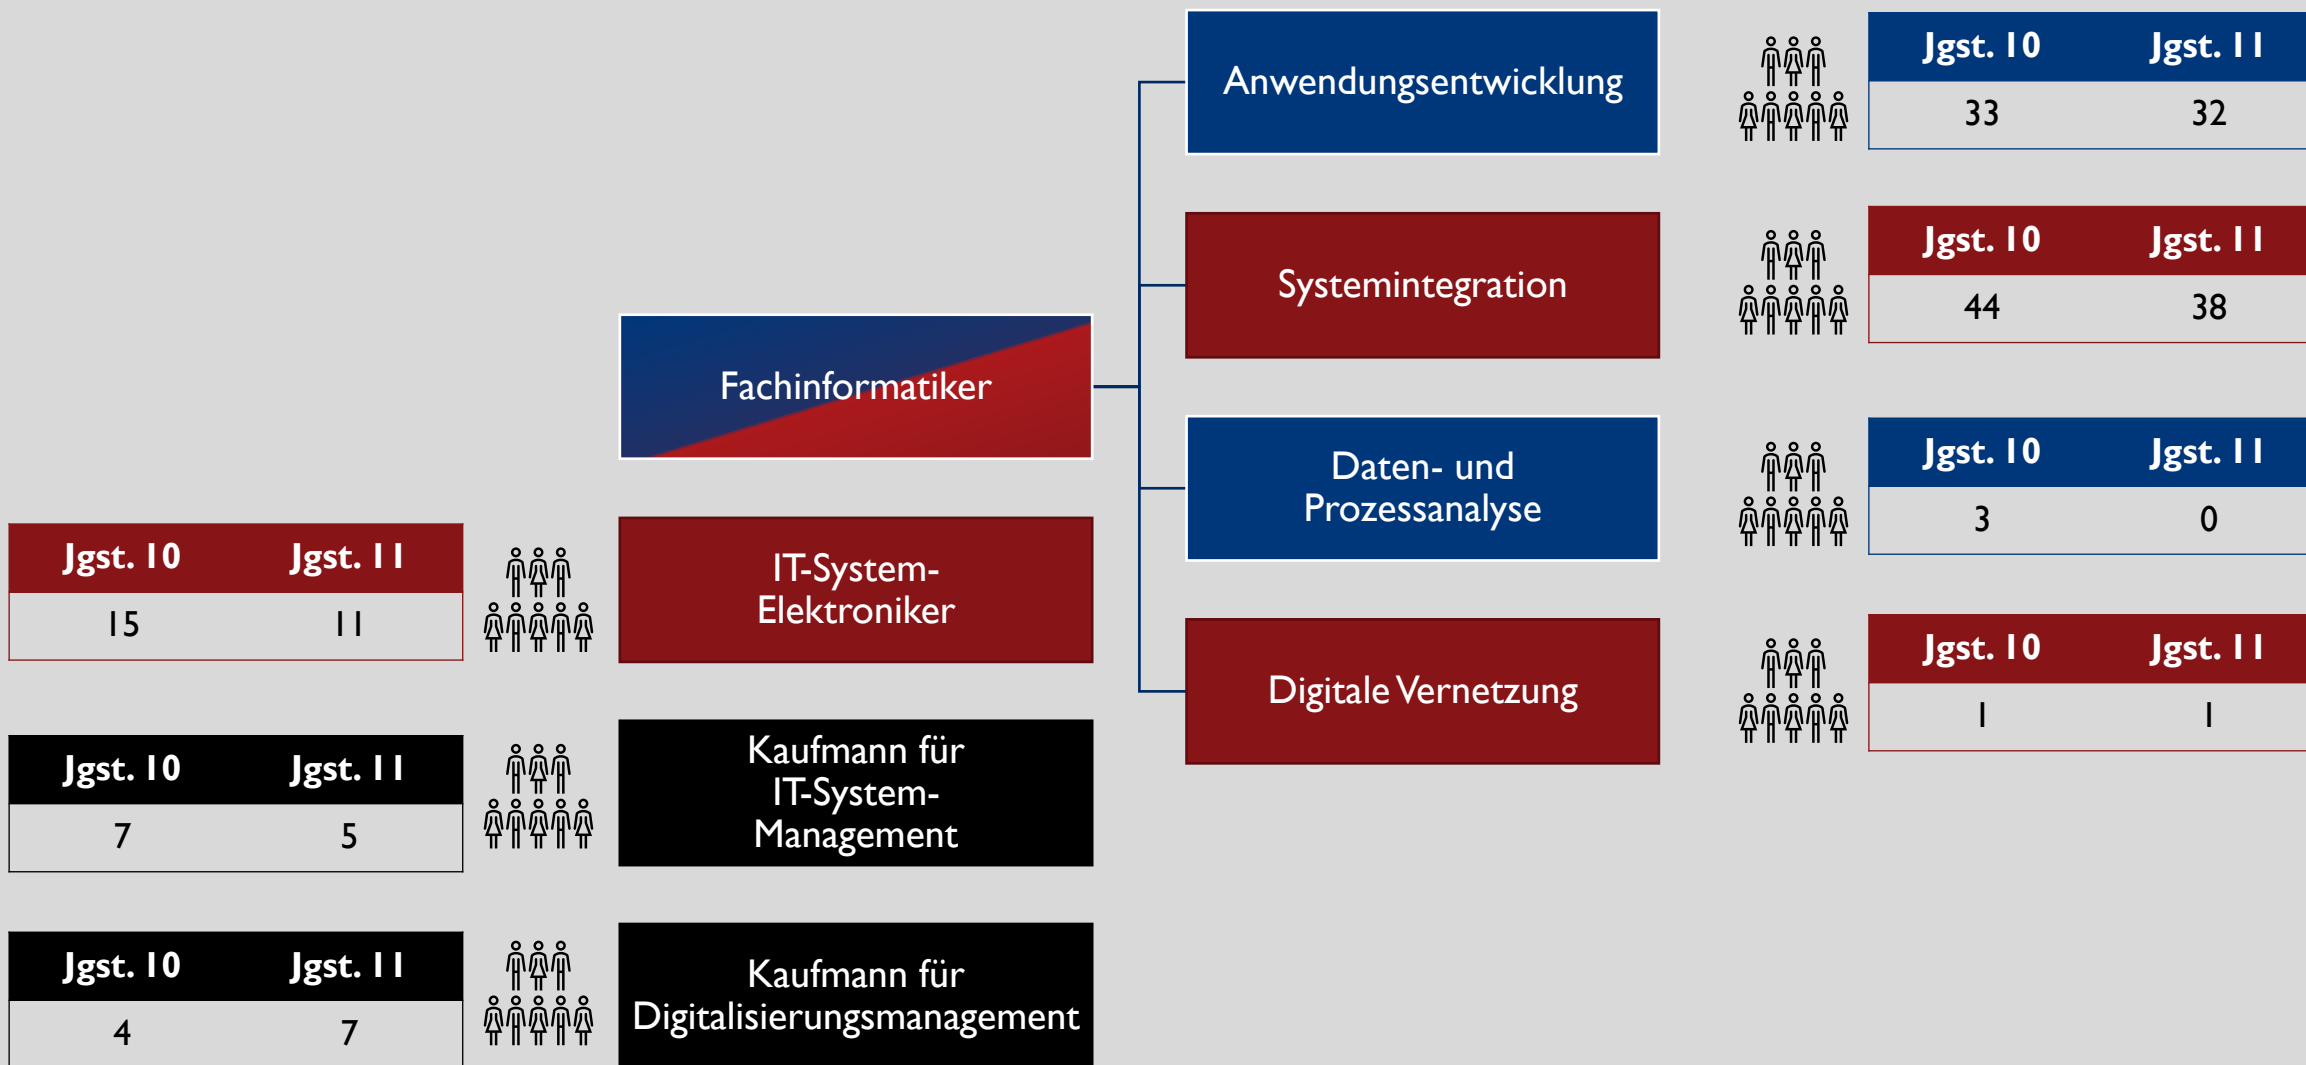 Anwendungsentwicklung
Jgst. 10 Jgst. 11
33 32
Systemintegration
Jgst. 10 Jgst. 11
44 38
Fachinformatiker
Daten- und
Prozessanalyse
Jgst. 10 Jgst. 11
3 0
Jgst. 10 Jgst. 11
15 11
IT-System-
Elektroniker
Digitale Vernetzung
Jgst. 10 Jgst. 11
1 1
Jgst. 10 Jgst. 11
7 5
Kaufmann für
IT-System-
Management
Jgst. 10 Jgst. 11
4 7
Kaufmann für
Digitalisierungsmanagement